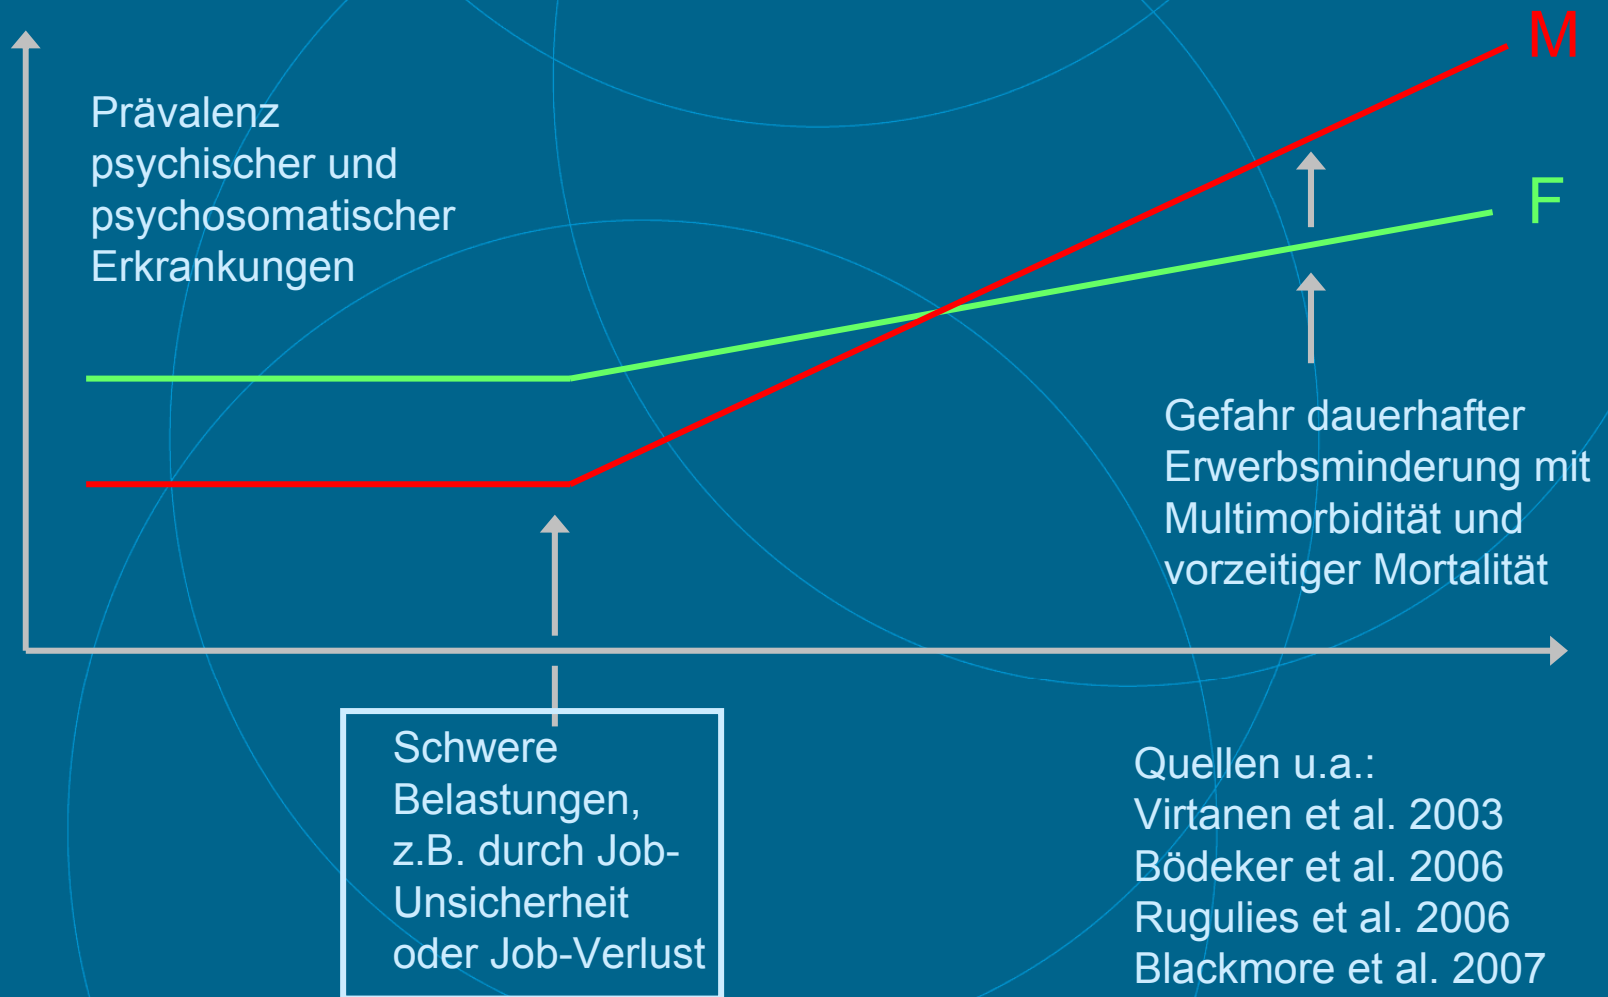 M
Prävalenz
psychischer und
psychosomatischer
Erkrankungen
F
Gefahr dauerhafter
Erwerbsminderung mit
Multimorbidität und
vorzeitiger Mortalität
Schwere
Belastungen,
z.B. durch Job-
Unsicherheit
oder Job-Verlust
Quellen u.a.:
Virtanen et al. 2003
Bödeker et al. 2006
Rugulies et al. 2006
Blackmore et al. 2007